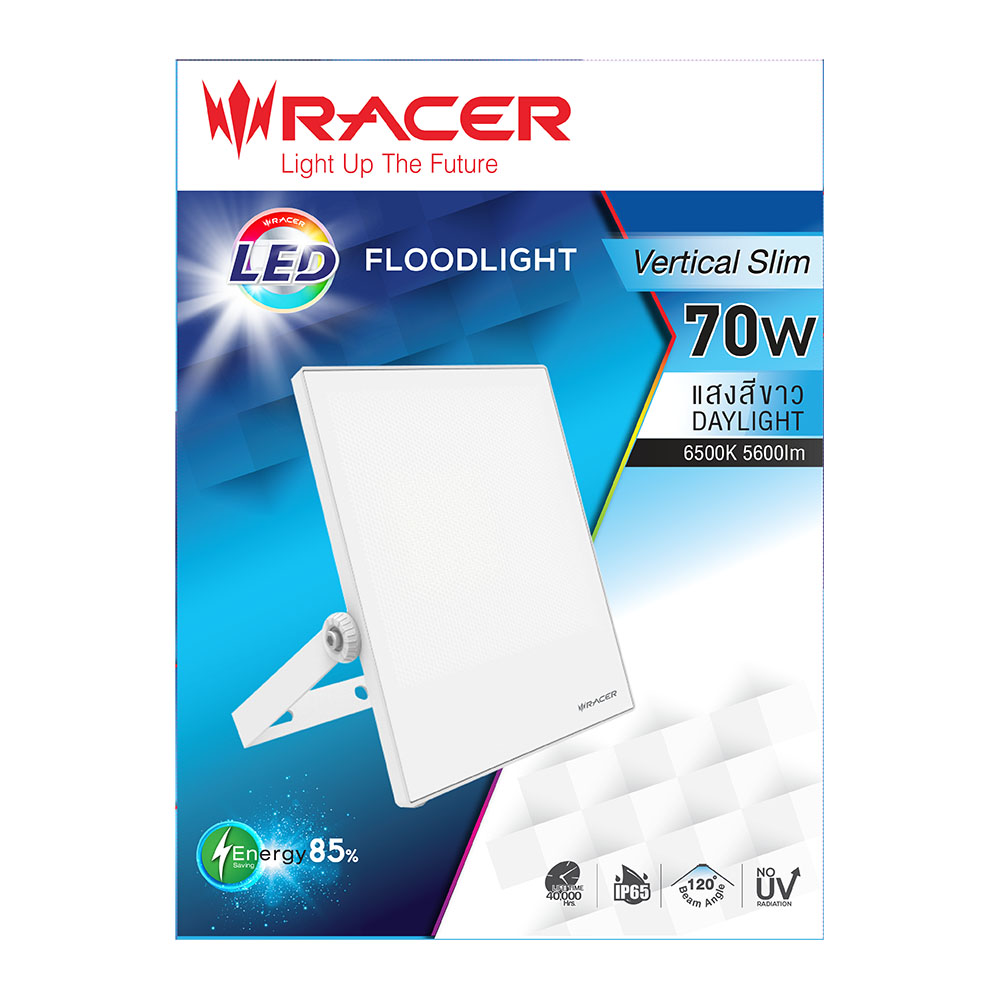 RACER
Light Up The Future
RACER
LED
FLOODLIGHT
Vertical Slim
70W
แสงสีขาว
DAYLIGHT
6500K 5600lm
RACER
Energy 85%
Saving
LIFETIME
40,000
Hrs.
IP65
120°
Beam Angle
NO
UV
RADIATION